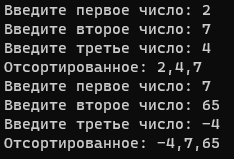 Введите первое число: 2
Введите второе число: 7
Введите третье число: 4
Отсортированное: 2,4,7
Введите первое число: 7
Введите второе число: 65
Введите третье число: -4
Отсортированное: -4,7,65